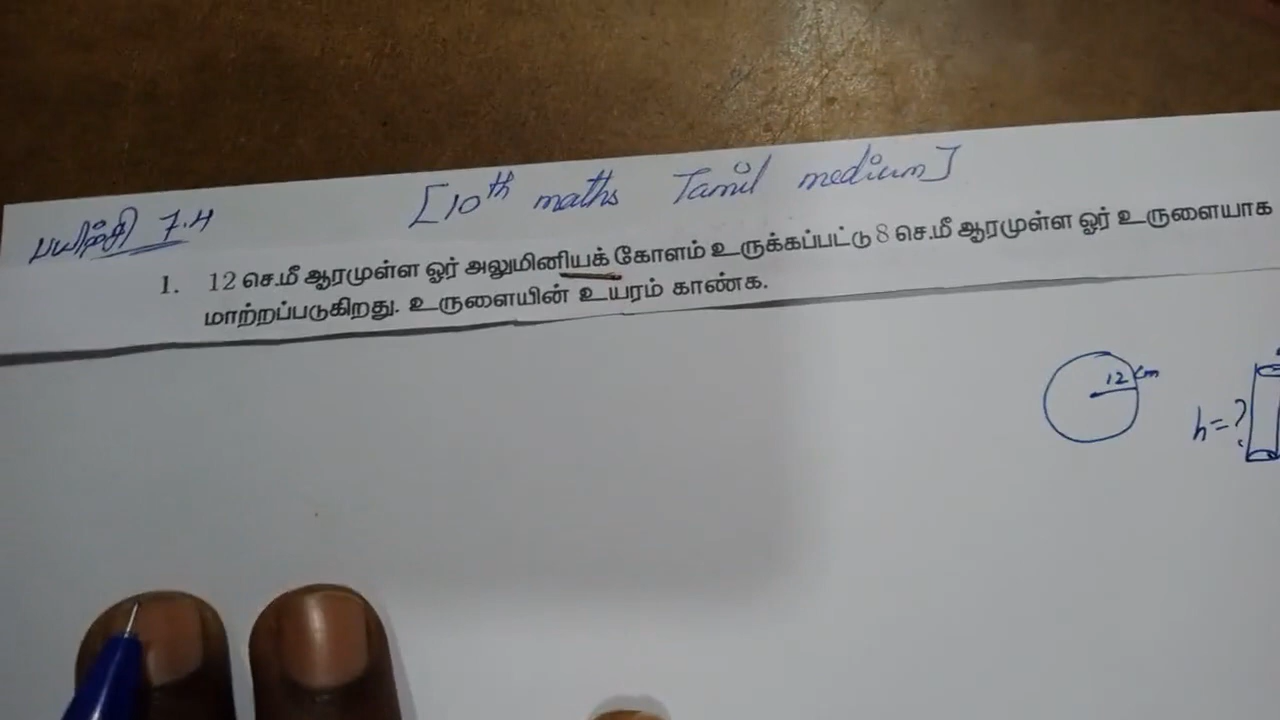 [10th maths Tamil medium]
பயிற்சி 7.4
1. 12 செ.மீ ஆரமுள்ள ஓர் அலுமினியக் கோளம் உருக்கப்பட்டு 8 செ.மீ ஆரமுள்ள ஓர் உருளையாக
மாற்றப்படுகிறது. உருளையின் உயரம் காண்க.
12 cm
h=?